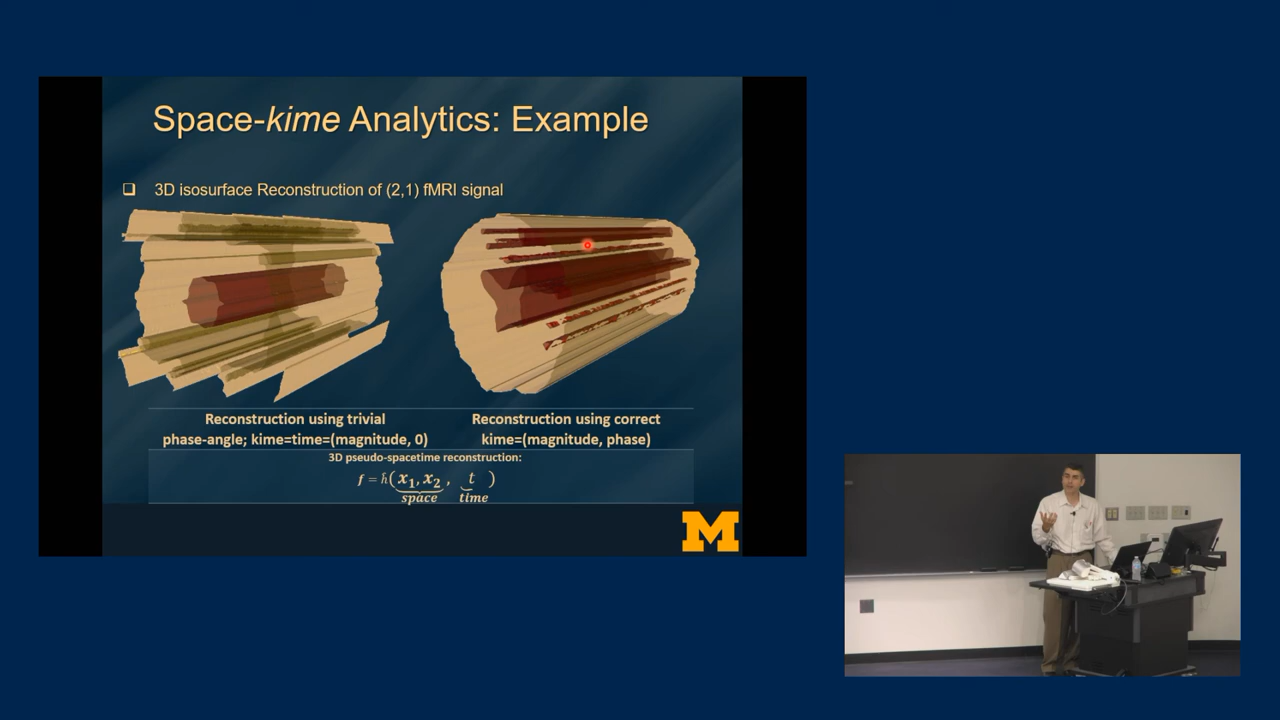 Space-kime Analytics: Example
❑ 3D isosurface Reconstruction of (2,1) fMRI signal
Reconstruction using trivial
phase-angle; kime=time=(magnitude, 0)
Reconstruction using correct
kime=(magnitude, phase)
3D pseudo-spacetime reconstruction:
f = ĥ(x₁, x₂ , t )
space time
M